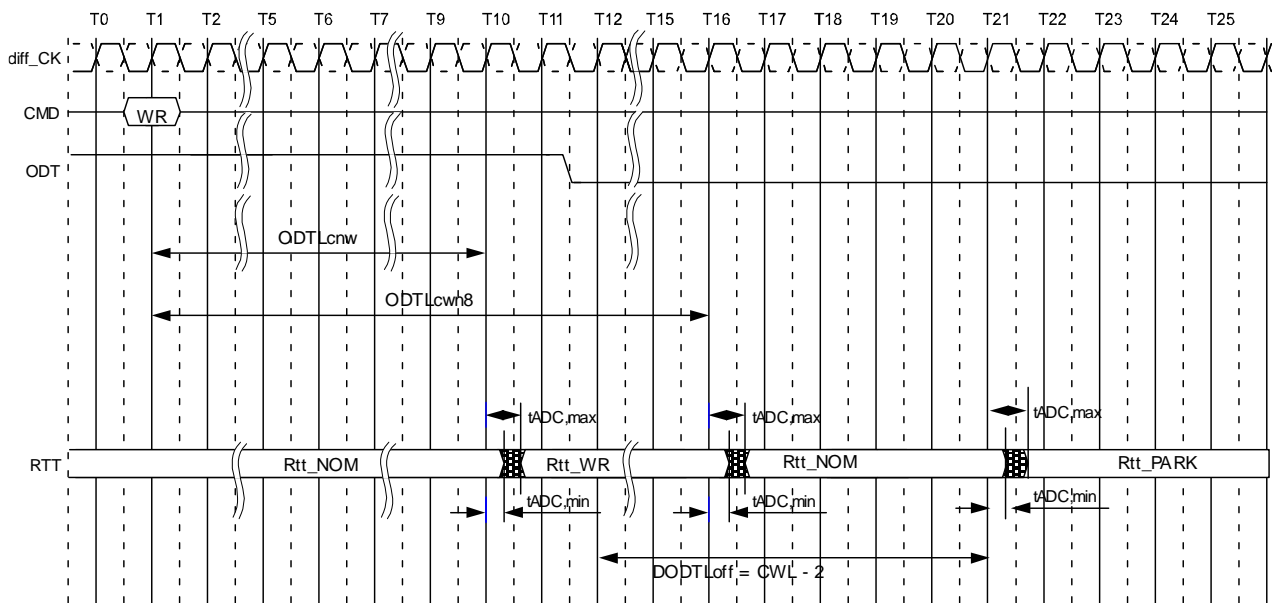 T0 T1 T2 T5 T6 T7 T9 T10 T11 T12 T15 T16 T17 T18 T19 T20 T21 T22 T23 T24 T25
diff_CK
CMD WR
ODT
ODTLcnw
ODTLcwn8
tADC,max tADC,max tADC,max
RTT Rtt_NOM Rtt_WR Rtt_NOM Rtt_PARK
tADC,min tADC,min tADC,min
DODTLoff = CWL - 2